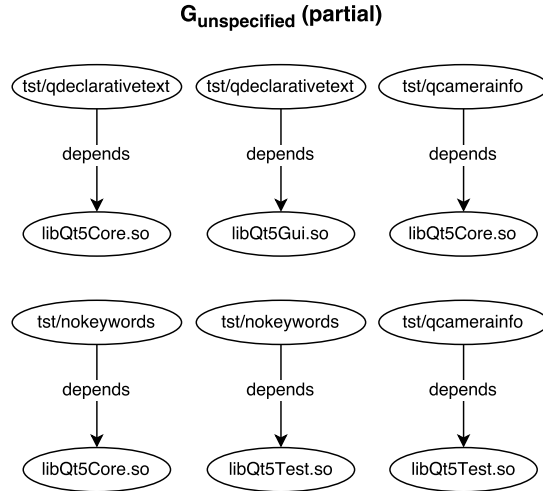 G_unspecified (partial)
tst/qdeclarativetext tst/qdeclarativetext tst/qcamerainfo
depends depends depends
libQt5Core.so libQt5Gui.so libQt5Core.so
tst/nokeywords tst/nokeywords tst/qcamerainfo
depends depends depends
libQt5Core.so libQt5Test.so libQt5Test.so